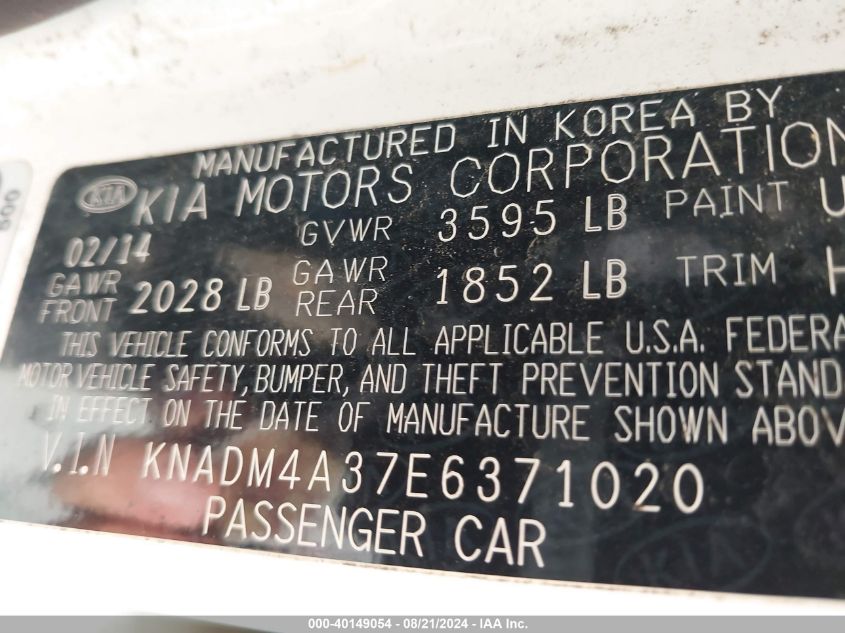 MANUFACTURED IN KOREA BY
KIA KIA MOTORS CORPORATION
02/14 GVWR 3595 LB PAINT U
GAWR FRONT 2028 LB GAWR REAR 1852 LB TRIM H
THIS VEHICLE CONFORMS TO ALL APPLICABLE U.S.A. FEDERA
MOTOR VEHICLE SAFETY, BUMPER, AND THEFT PREVENTION STAND
IN EFFECT ON THE DATE OF MANUFACTURE SHOWN ABOV
V.I.N KNADM4A37E6371020
PASSENGER CAR
KIA
000-40149054 - 08/21/2024 - IAA Inc.